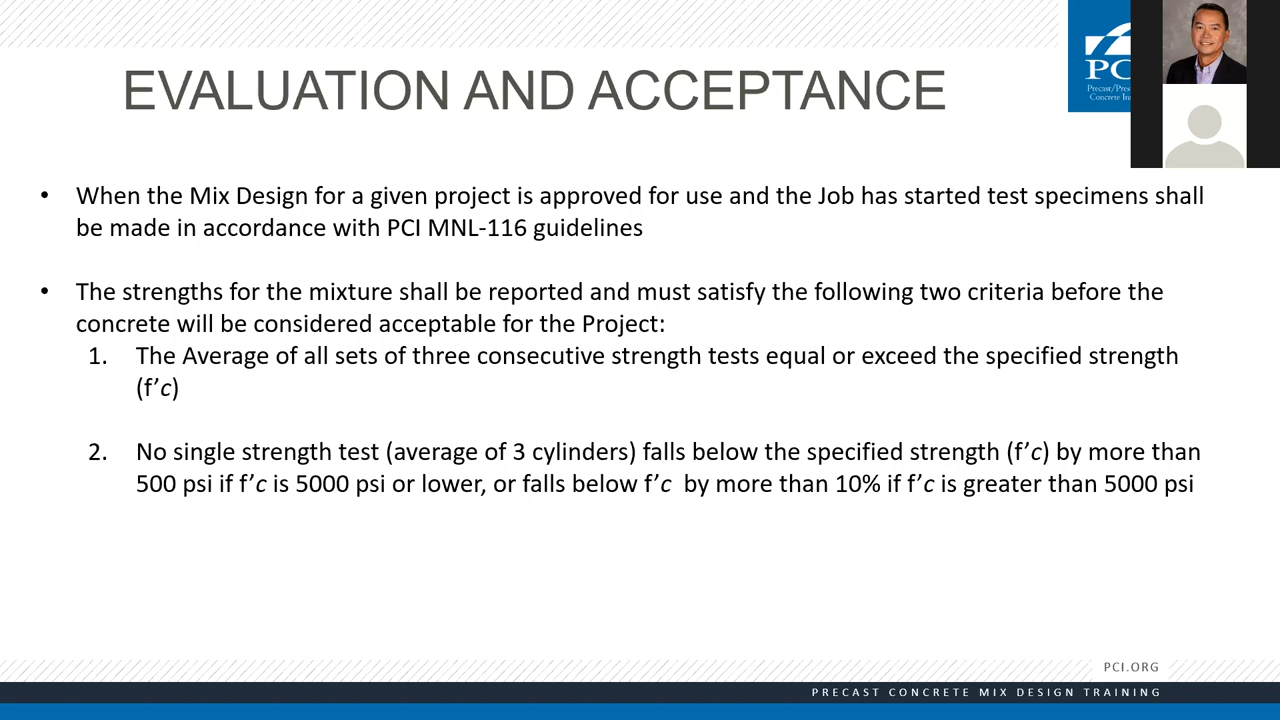 EVALUATION AND ACCEPTANCE
PC
Precast/Pres
Concrete Ins
• When the Mix Design for a given project is approved for use and the Job has started test specimens shall
be made in accordance with PCI MNL-116 guidelines
• The strengths for the mixture shall be reported and must satisfy the following two criteria before the
concrete will be considered acceptable for the Project:
1. The Average of all sets of three consecutive strength tests equal or exceed the specified strength
(f’c)
2. No single strength test (average of 3 cylinders) falls below the specified strength (f’c) by more than
500 psi if f’c is 5000 psi or lower, or falls below f’c by more than 10% if f’c is greater than 5000 psi
PCI.ORG
PRECAST CONCRETE MIX DESIGN TRAINING